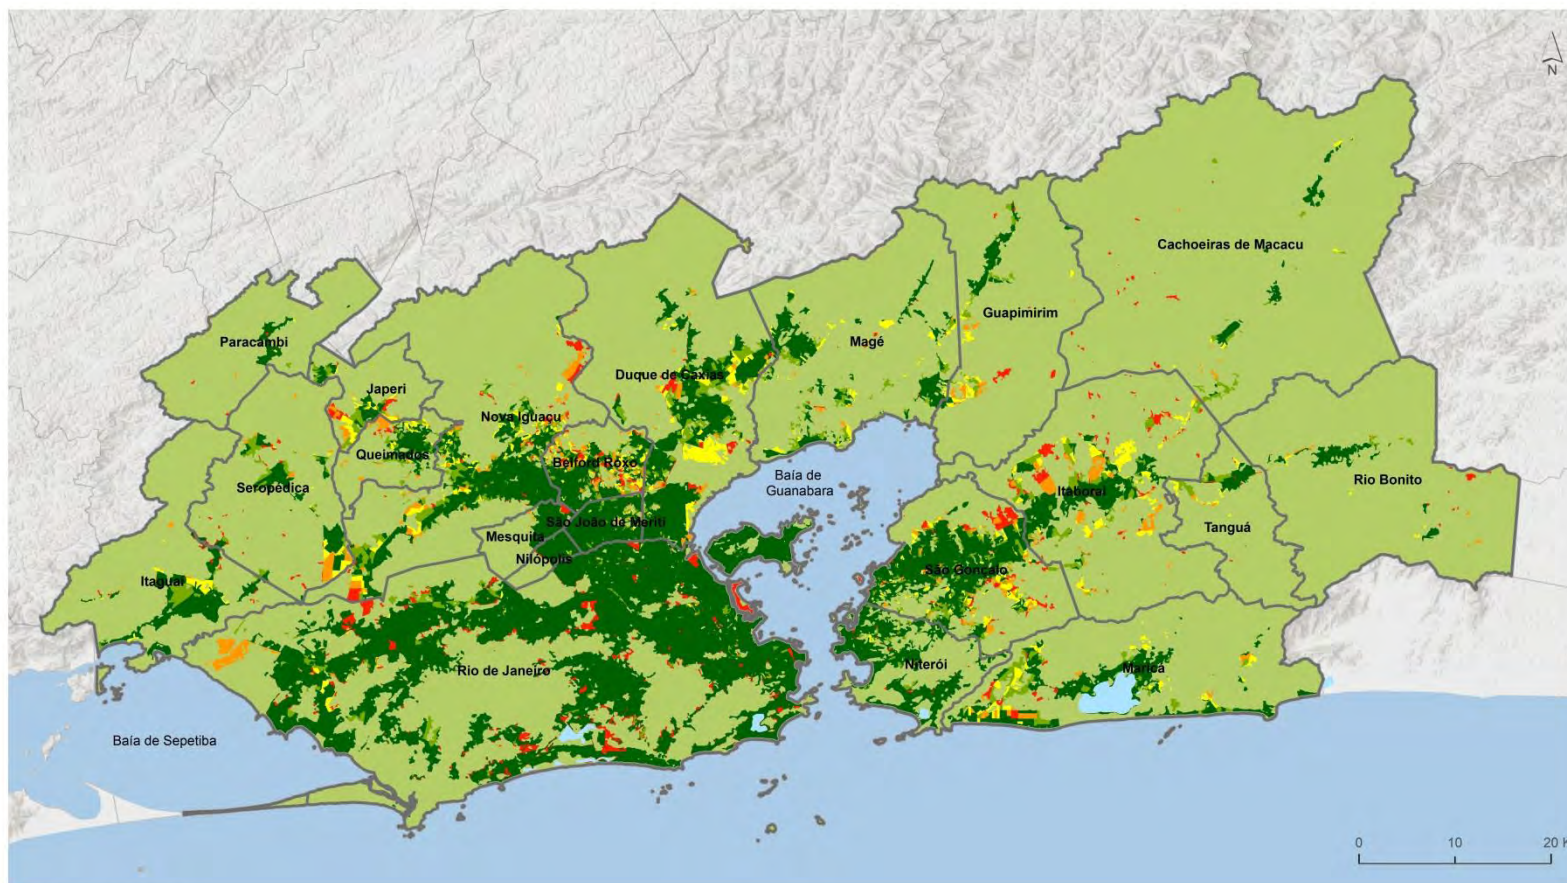 N
Cachoeiras de Macacu
Guapimirim
Paracambi
Magé
Duque de Caxias
Japeri
Nova Iguaçu
Queimados
Belford Roxo
Baía de
Guanabara
Seropédica
Itaboraí
Rio Bonito
São João de Meriti
Tanguá
Mesquita
Nilópolis
São Gonçalo
Itaguaí
Rio de Janeiro
Niterói
Maricá
Baía de Sepetiba
0 10 20 K